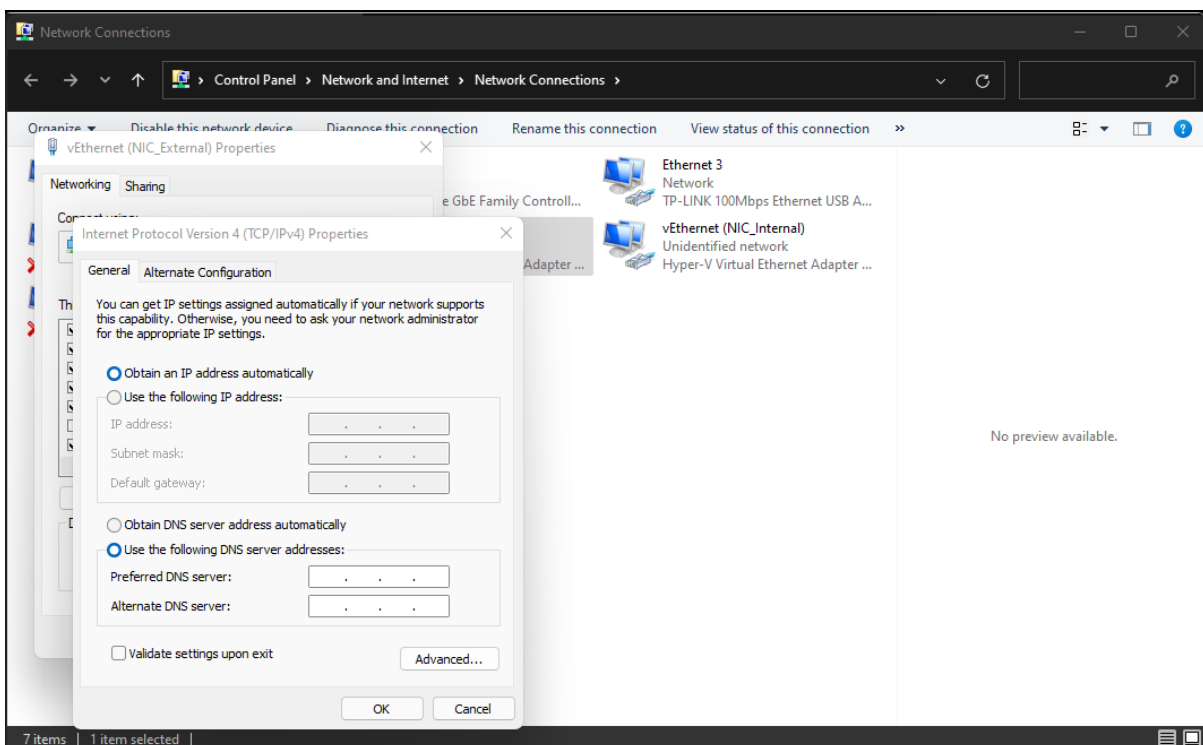 Network Connections
Control Panel > Network and Internet > Network Connections >
Organize Disable this network device Diagnose this connection Rename this connection View status of this connection »
vEthernet (NIC_External) Properties
Networking Sharing
Connect using:
e GbE Family Controll...
Adapter ...
Ethernet 3
Network
TP-LINK 100Mbps Ethernet USB A...
vEthernet (NIC_Internal)
Unidentified network
Hyper-V Virtual Ethernet Adapter ...
Th
Internet Protocol Version 4 (TCP/IPv4) Properties
General Alternate Configuration
You can get IP settings assigned automatically if your network supports
this capability. Otherwise, you need to ask your network administrator
for the appropriate IP settings.
Obtain an IP address automatically
Use the following IP address:
IP address:
Subnet mask:
Default gateway:
Obtain DNS server address automatically
Use the following DNS server addresses:
Preferred DNS server:
Alternate DNS server:
Validate settings upon exit
Advanced...
OK Cancel
No preview available.
7 items | 1 item selected |